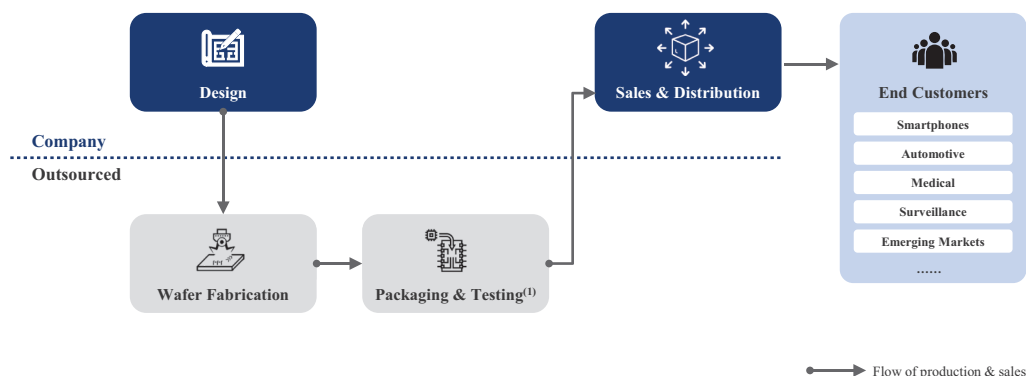 Design
Sales & Distribution
End Customers
Smartphones
Automotive
Medical
Surveillance
Emerging Markets
......
Company
Outsourced
Wafer Fabrication
Packaging & Testing(1)
Flow of production & sales